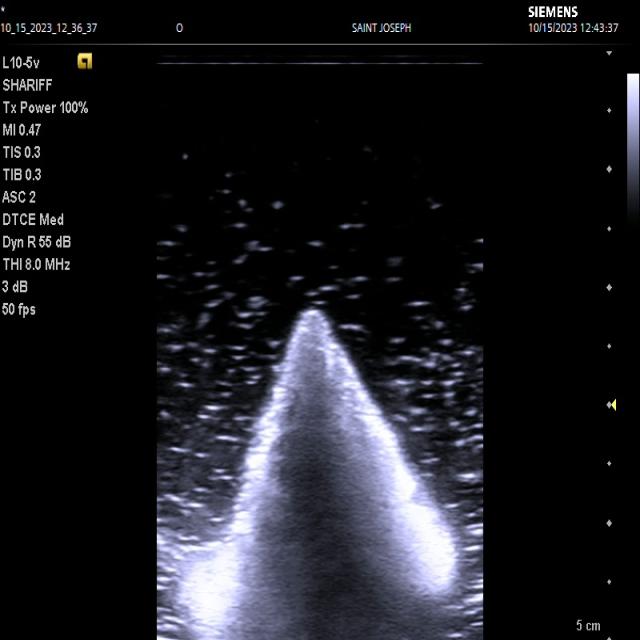 SIEMENS
10_15_2023_12_36_37 O SAINT JOSEPH 10/15/2023 12:43:37
L10-5v
SHARIFF
Tx Power 100%
MI 0.47
TIS 0.3
TIB 0.3
ASC 2
DTCE Med
Dyn R 55 dB
THI 8.0 MHz
3 dB
50 fps
5 cm